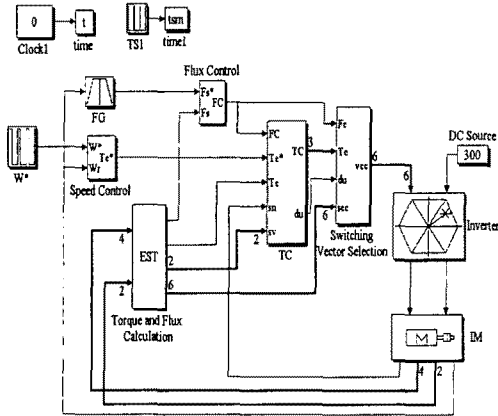 0
t
Clock1
time
tsm
TS1
time1
Flux Control
Fs*
FC
Fs
FG
W*
W*
Te*
Wr
Speed Control
FC
TC
3
Te*
Te
sn
du
2
sv
TC
Fc
Tc
vec
6
du
6
sec
Switching
Vector Selection
DC Source
300
6
Inverter
4
EST
2
2
6
Torque and Flux
Calculation
M
IM
4
2